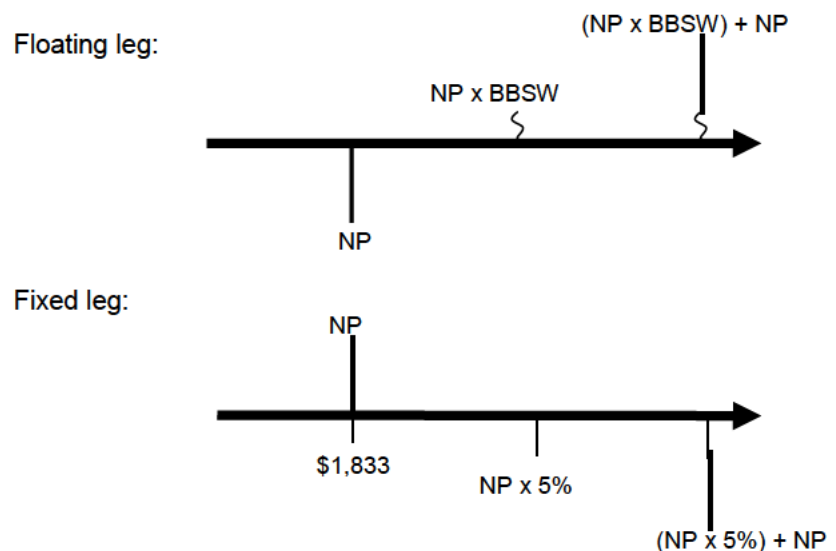 Floating leg:
(NP x BBSW) + NP
NP x BBSW
NP
Fixed leg:
NP
$1,833
NP x 5%
(NP x 5%) + NP